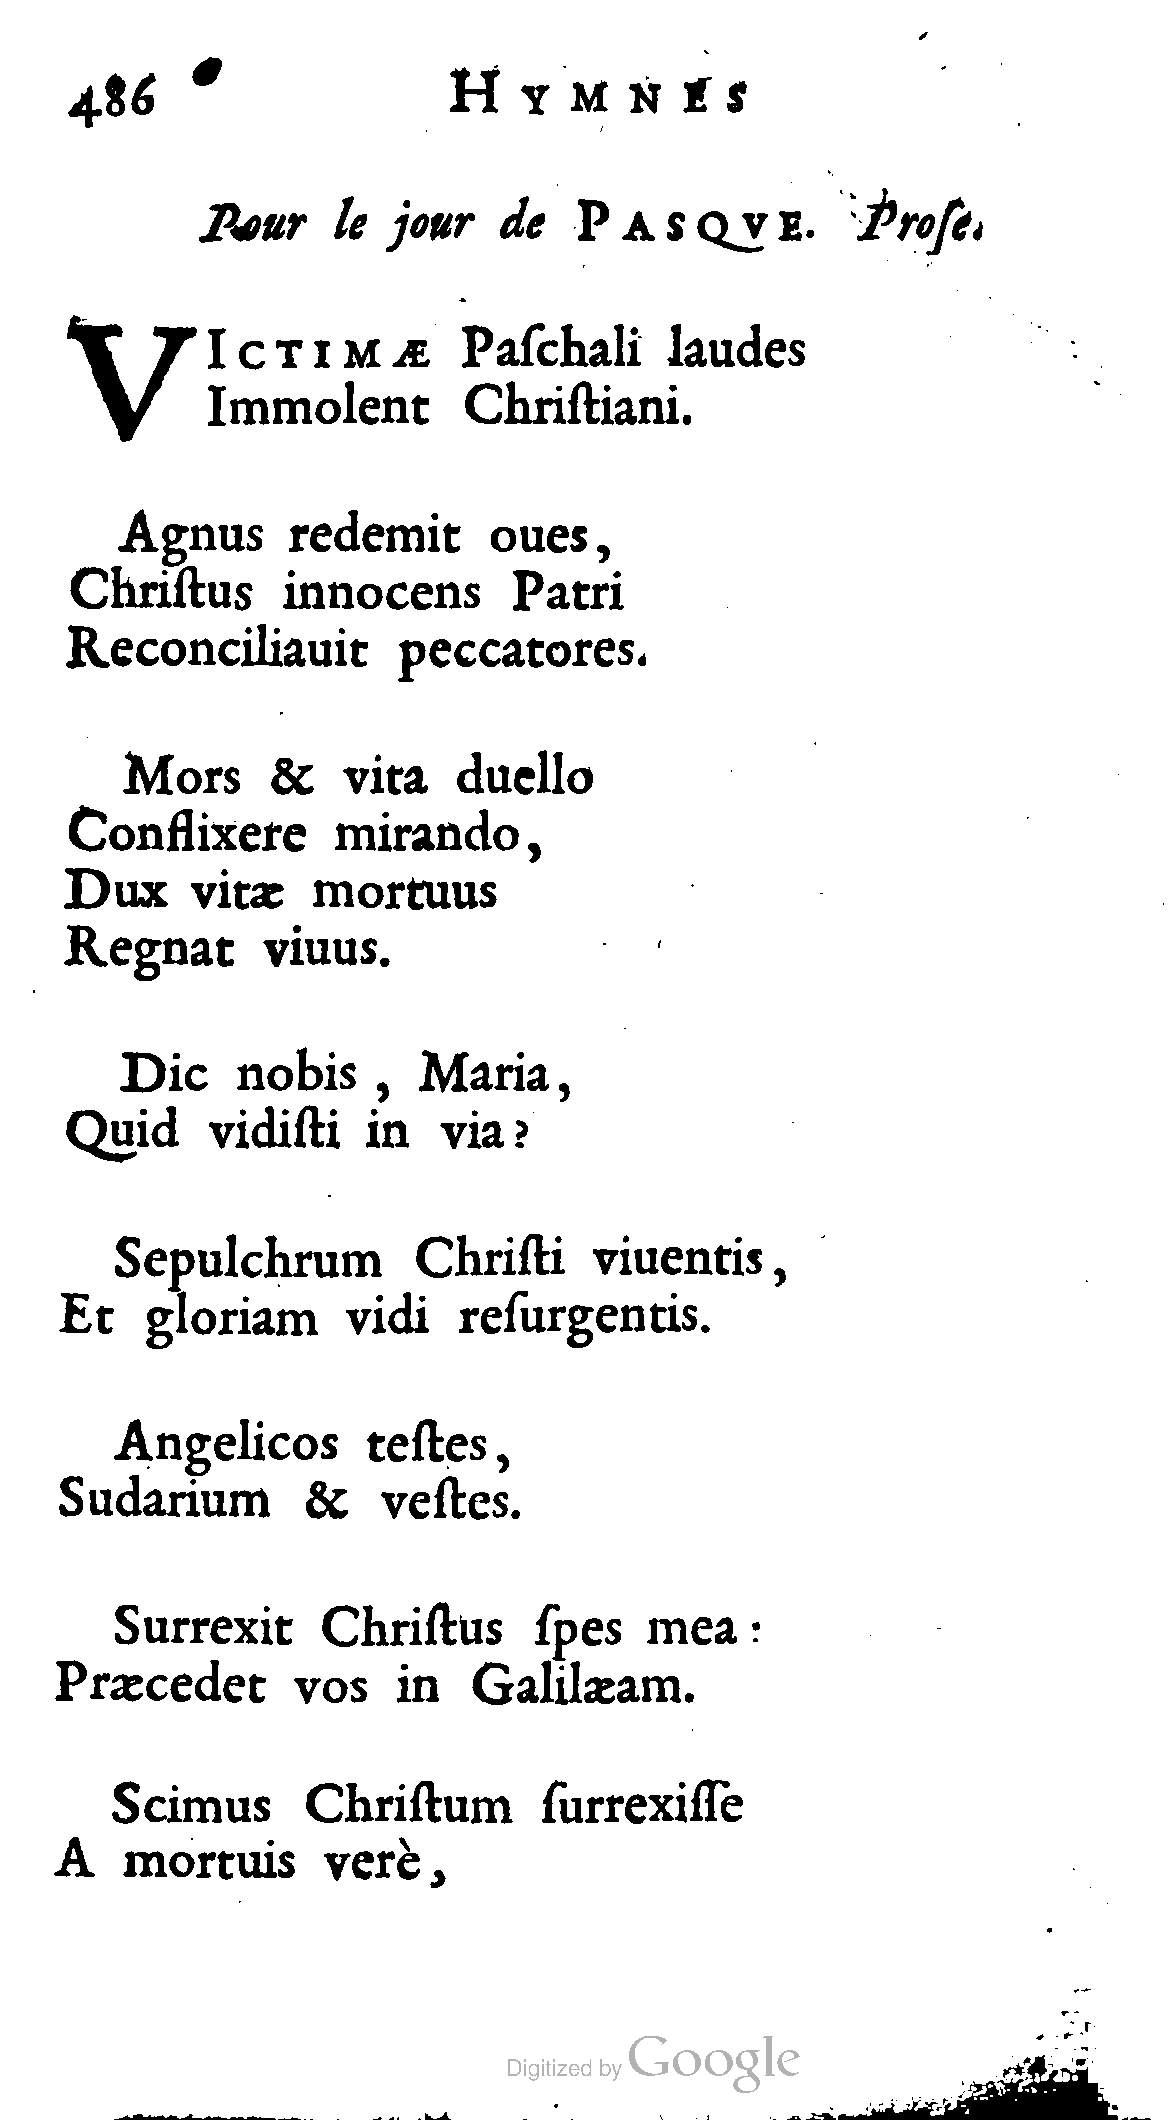 486 HYMNES
Pour le jour de PASQVE. Proſe.
VICTIMÆ Paſchali laudes
Immolent Chriſtiani.
Agnus redemit oues,
Chriſtus innocens Patri
Reconciliauit peccatores.
Mors & vita duello
Conflixere mirando,
Dux vitæ mortuus
Regnat viuus.
Dic nobis , Maria,
Quid vidiſti in via?
Sepulchrum Chriſti viuentis,
Et gloriam vidi reſurgentis.
Angelicos teſtes,
Sudarium & veſtes.
Surrexit Chriſtus ſpes mea :
Præcedet vos in Galilæam.
Scimus Chriſtum ſurrexiſſe
A mortuis verè,
Digitized by Google